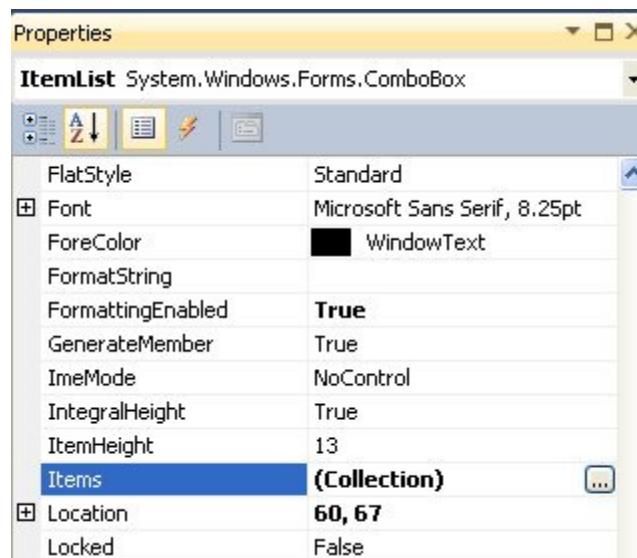 Properties
ItemList System.Windows.Forms.ComboBox
FlatStyle Standard
Font Microsoft Sans Serif, 8.25pt
ForeColor WindowText
FormatString
FormattingEnabled True
GenerateMember True
ImeMode NoControl
IntegralHeight True
ItemHeight 13
Items (Collection) ...
Location 60, 67
Locked False